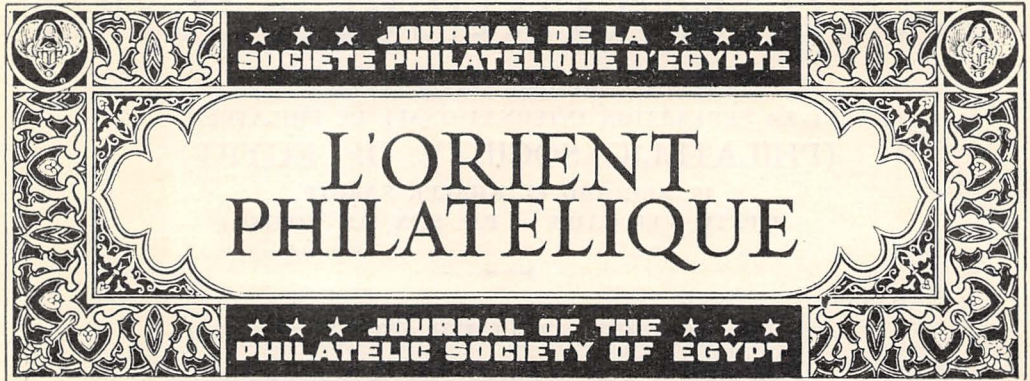 ★ ★ ★ JOURNAL DE LA ★ ★ ★
SOCIETE PHILATELIQUE D'EGYPTE
L'ORIENT
PHILATELIQUE
★ ★ ★ JOURNAL OF THE ★ ★ ★
PHILATELIC SOCIETY OF EGYPT